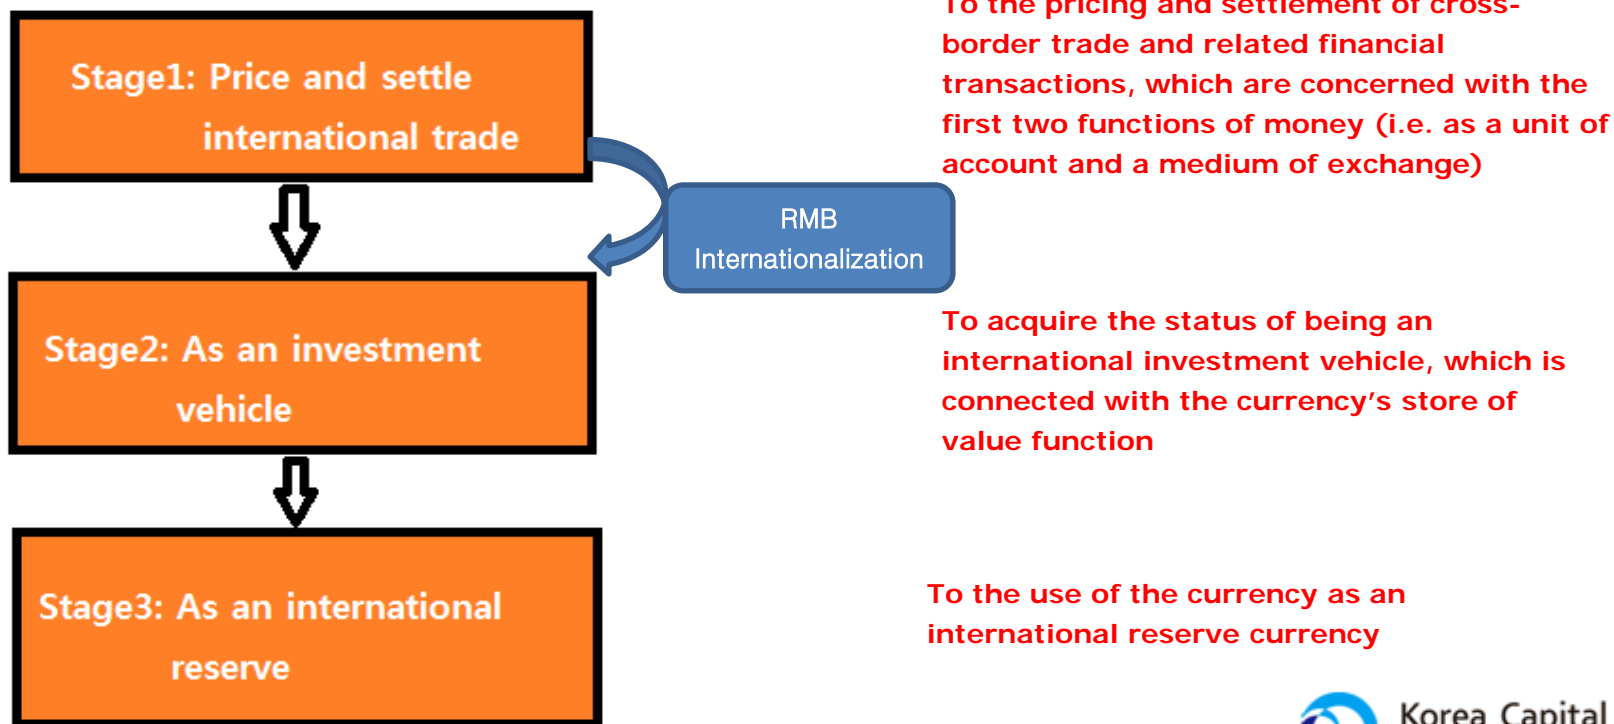 To the pricing and settlement of cross-
border trade and related financial
transactions, which are concerned with the
first two functions of money (i.e. as a unit of
account and a medium of exchange)
Stage1: Price and settle
international trade
RMB
Internationalization
Stage2: As an investment
vehicle
To acquire the status of being an
international investment vehicle, which is
connected with the currency’s store of
value function
Stage3: As an international
reserve
To the use of the currency as an
international reserve currency
Korea Capital